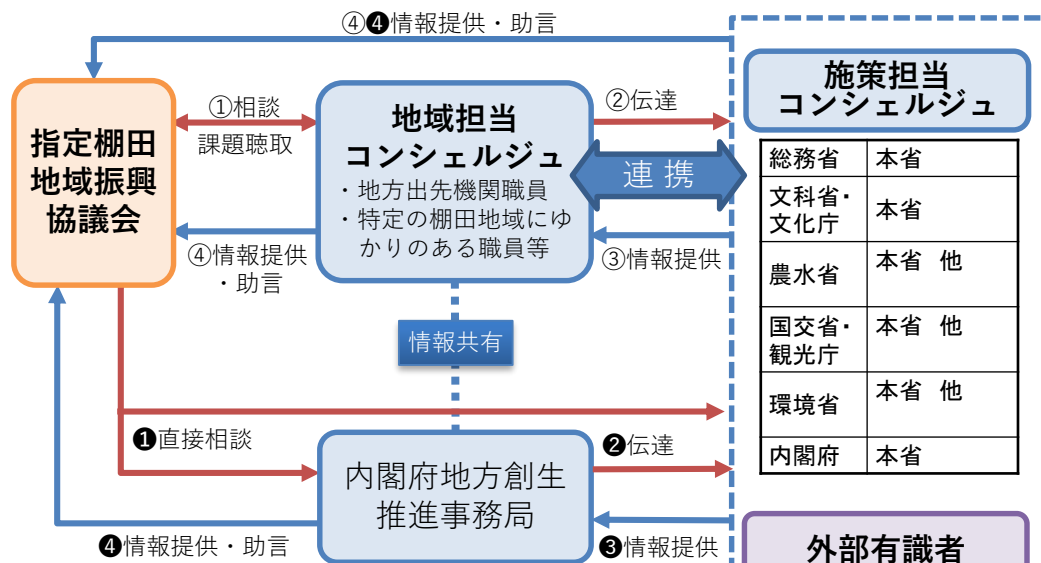 ④❹情報提供・助言
指定棚田
地域振興
協議会
①相談
課題聴取
地域担当
コンシェルジュ
・地方出先機関職員
・特定の棚田地域にゆ
かりのある職員等
②伝達
連 携
④情報提供
・助言
③情報提供
情報共有
❶直接相談
内閣府地方創生
推進事務局
❷伝達
❹情報提供・助言
❸情報提供
施策担当
コンシェルジュ
総務省 本省
文科省・
文化庁 本省
農水省 本省 他
国交省・
観光庁 本省 他
環境省 本省 他
内閣府 本省
外部有識者